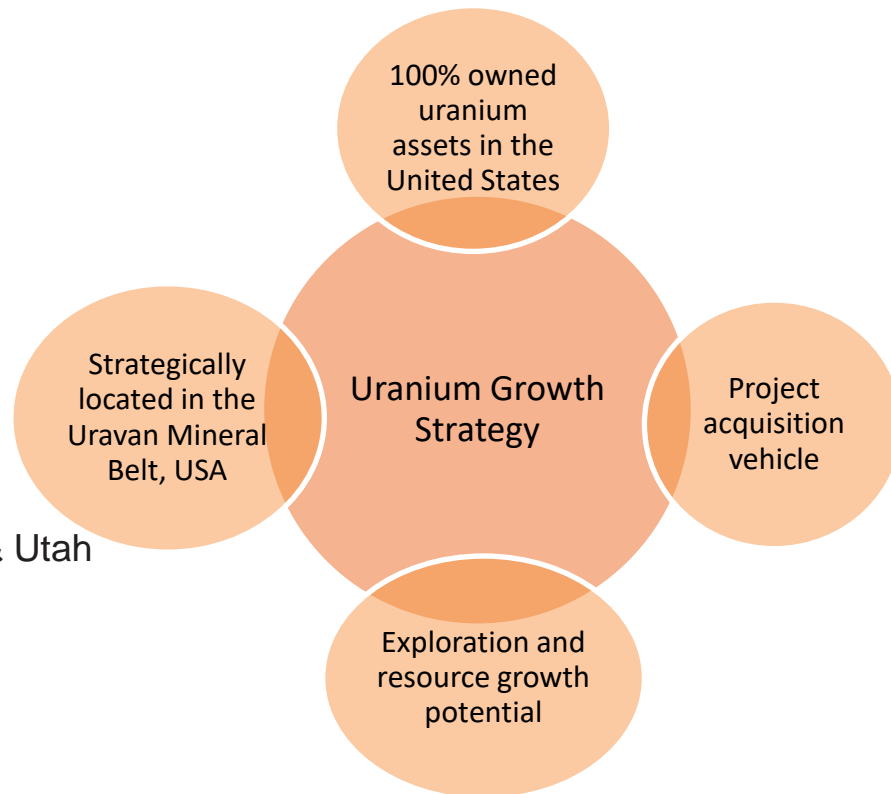 100% owned
uranium
assets in the
United States
Strategically
located in the
Uravan Mineral
Belt, USA
Uranium Growth
Strategy
Project
acquisition
vehicle
Utah
Exploration and
resource growth
potential